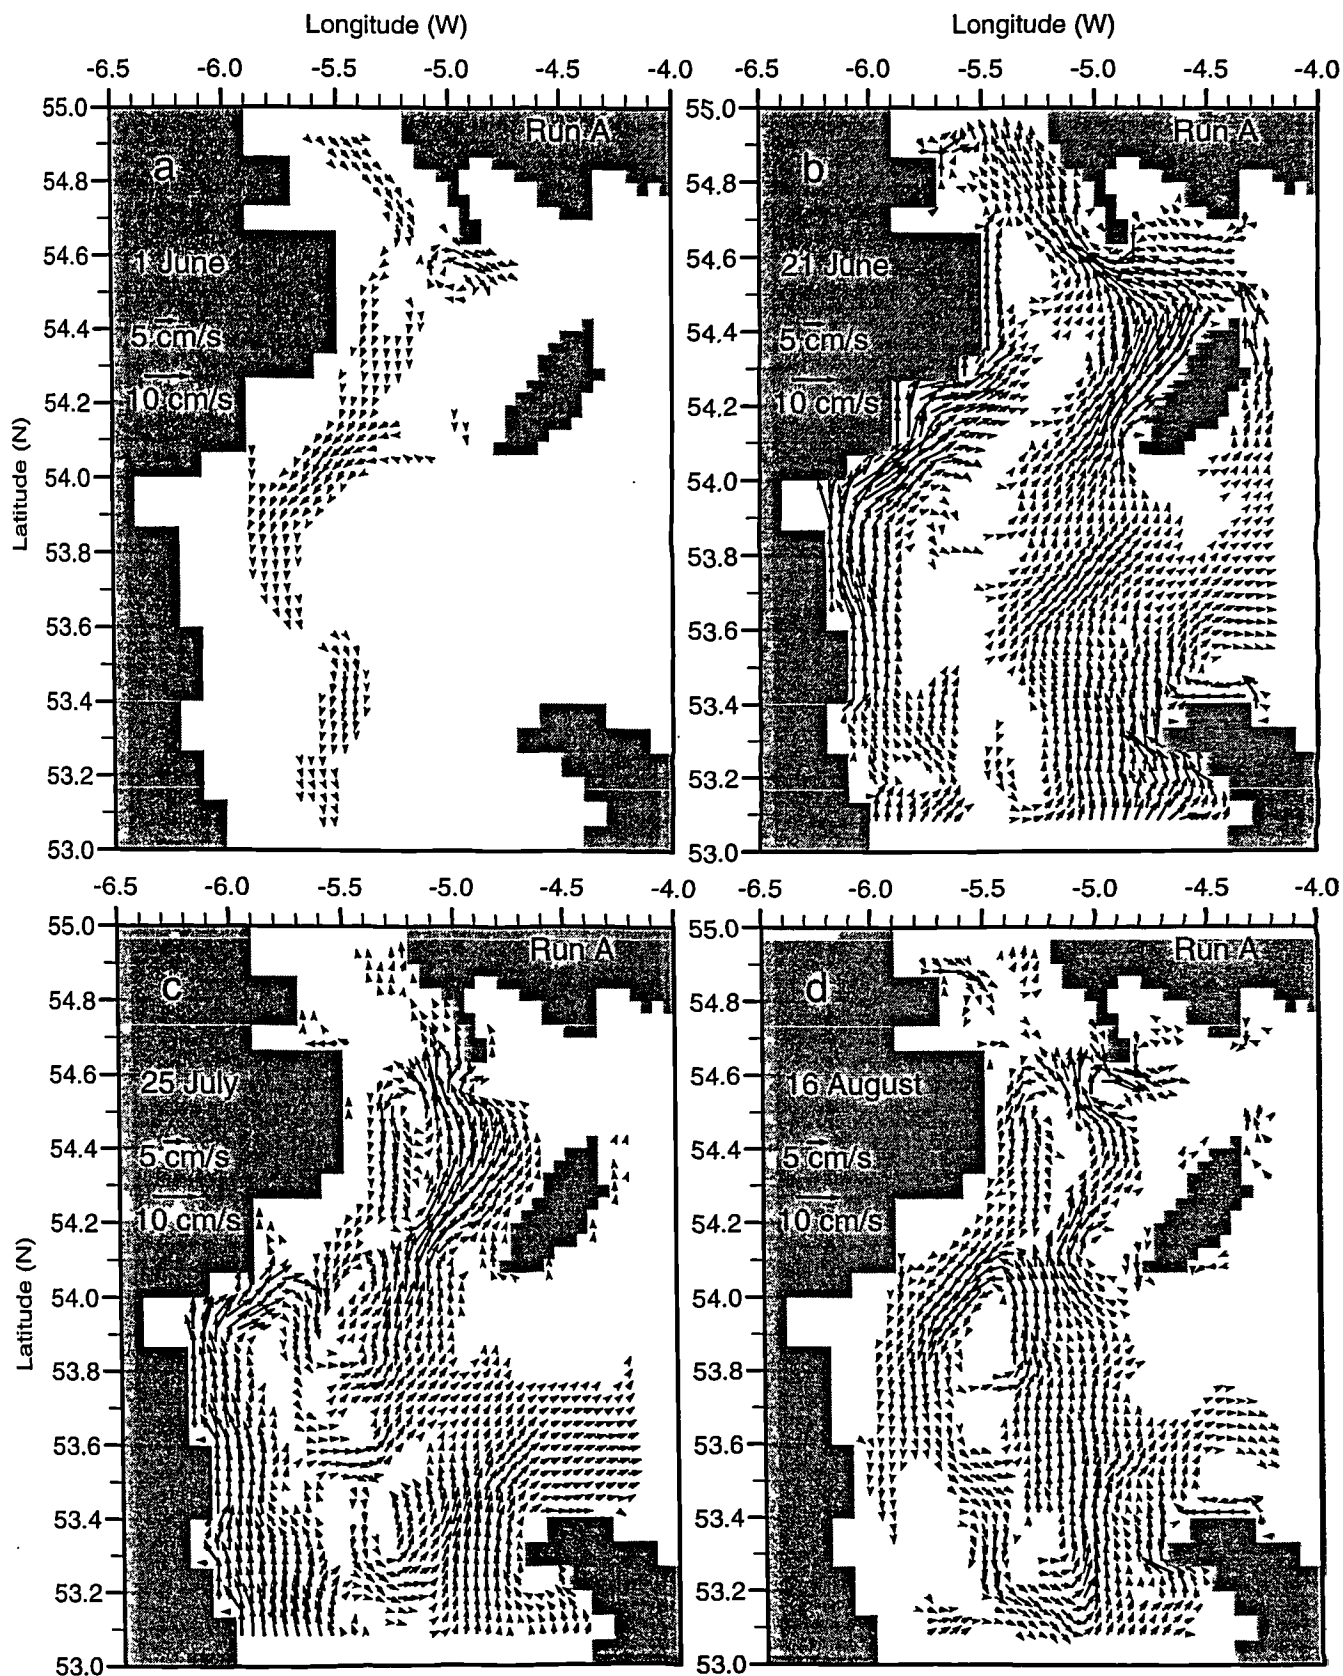 Longitude (W) Longitude (W)
-6.5 -6.0 -5.5 -5.0 -4.5 -4.0 -6.5 -6.0 -5.5 -5.0 -4.5 -4.0
55.0 55.0
Run A Run A
a b
54.8 54.8
54.6 54.6
1 June 21 June
54.4 54.4
5 cm/s 5 cm/s
54.2 54.2
10 cm/s 10 cm/s
Latitude (N)
54.0 54.0
53.8 53.8
53.6 53.6
53.4 53.4
53.2 53.2
53.0 53.0
-6.5 -6.0 -5.5 -5.0 -4.5 -4.0 -6.5 -6.0 -5.5 -5.0 -4.5 -4.0
55.0 55.0
Run A Run A
c d
54.8 54.8
54.6 54.6
25 July 16 August
54.4 54.4
5 cm/s 5 cm/s
54.2 54.2
10 cm/s 10 cm/s
Latitude (N)
54.0 54.0
53.8 53.8
53.6 53.6
53.4 53.4
53.2 53.2
53.0 53.0